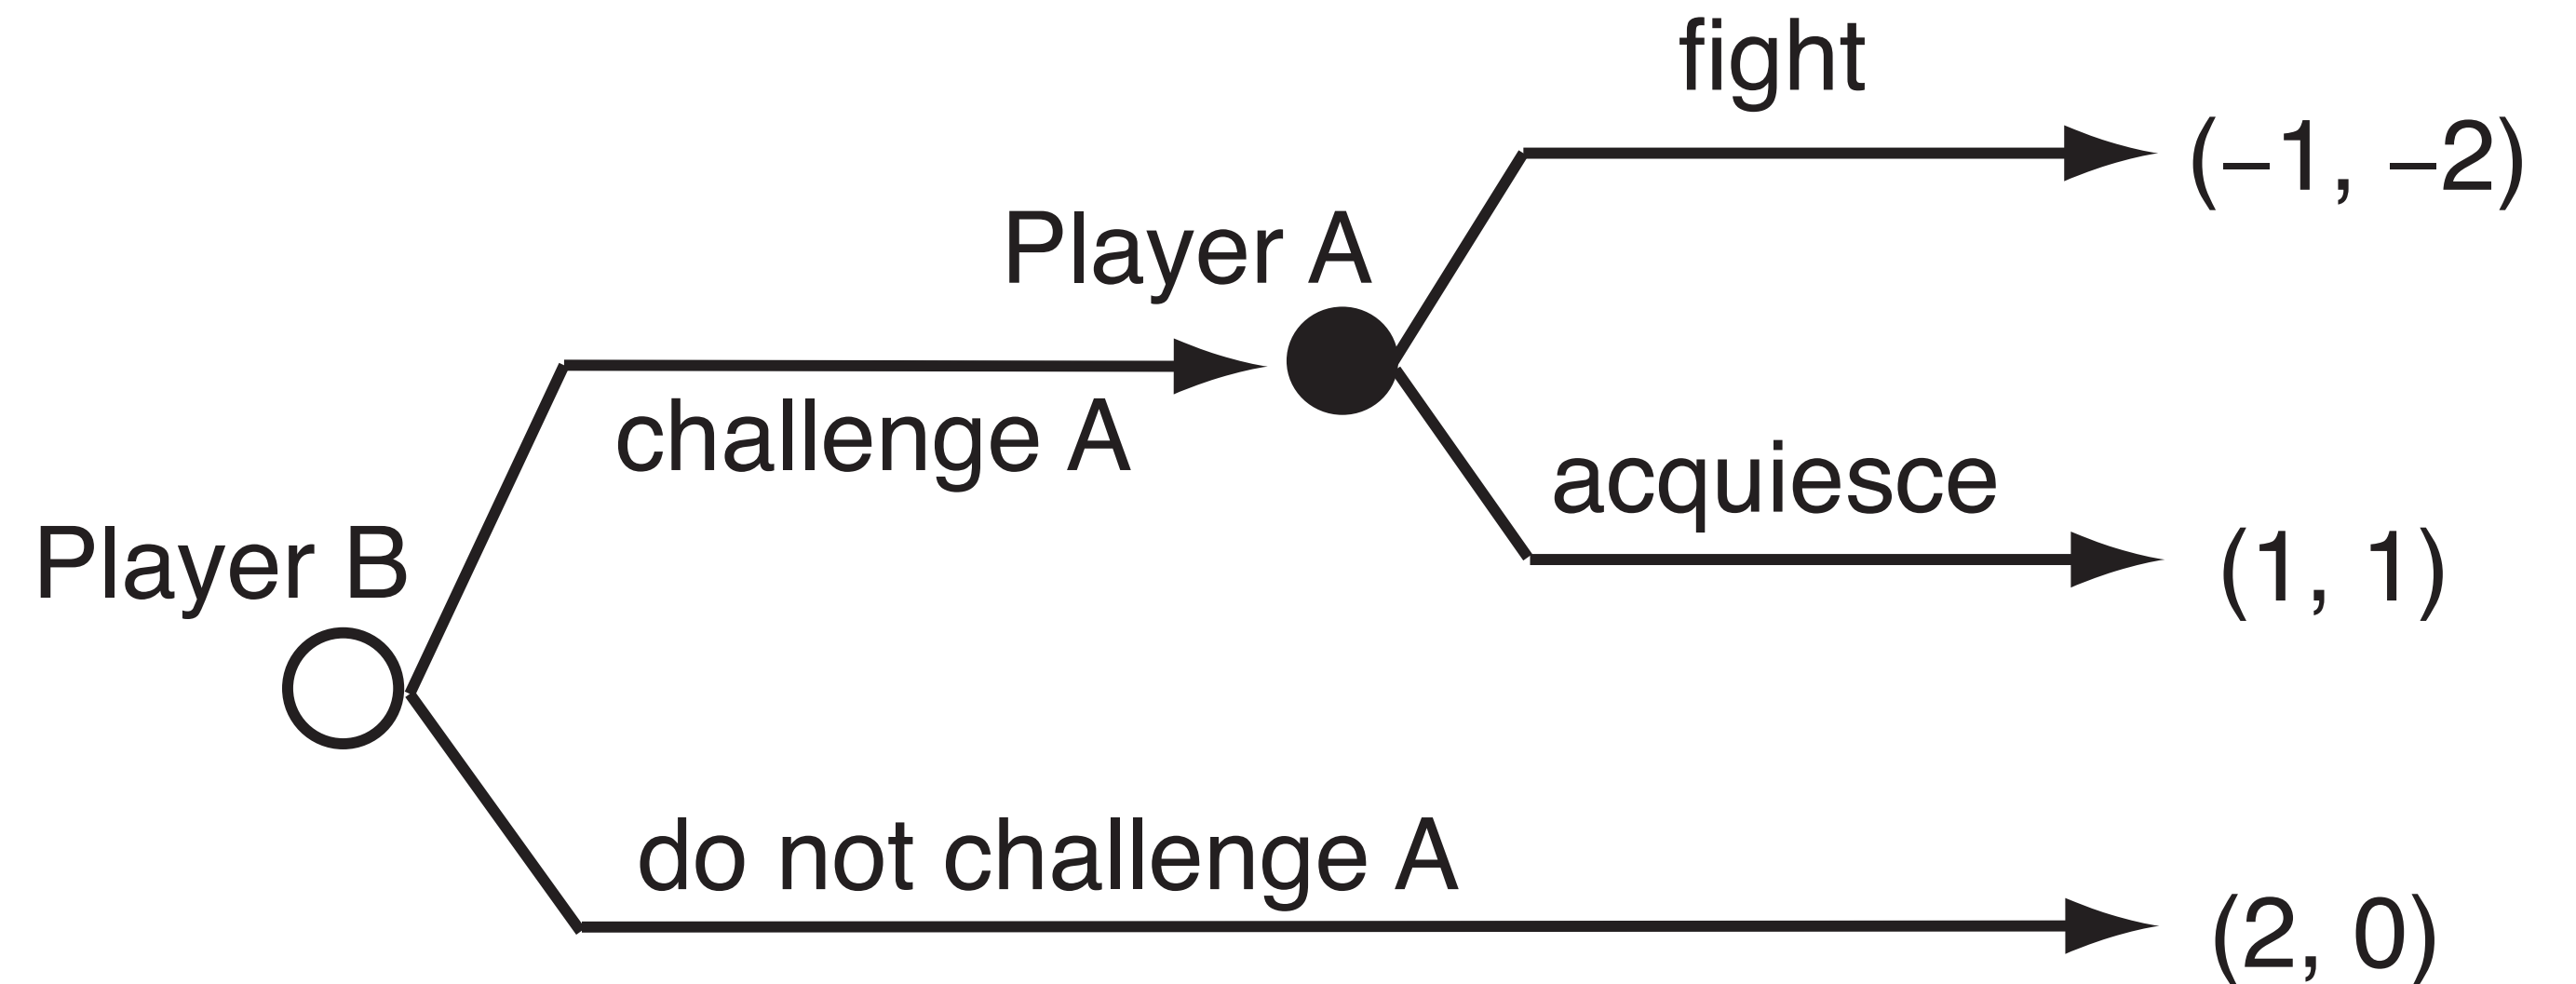 fight
(–1, –2)
Player A
challenge A
acquiesce
(1, 1)
Player B
do not challenge A
(2, 0)